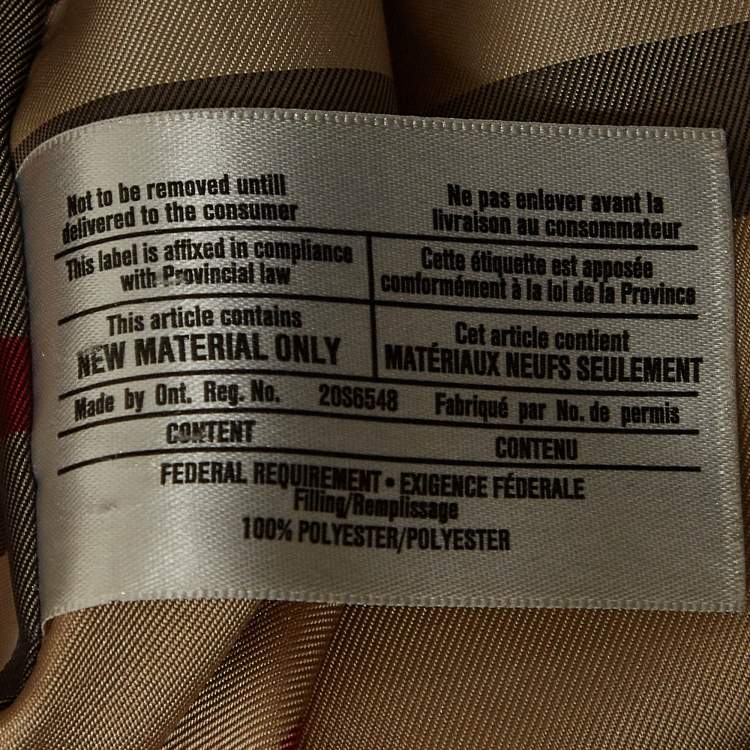 Not to be removed untill
delivered to the consumer
Ne pas enlever avant la
livraison au consommateur
This label is affixed in compliance
with Provincial law
Cette étiquette est apposée
comformément à la loi de la Province
This article contains
NEW MATERIAL ONLY
Cet article contient
MATÉRIAUX NEUFS SEULEMENT
Made by Ont. Reg. No. 20S6548 Fabriqué par No. de permis
CONTENT CONTENU
FEDERAL REQUIREMENT • EXIGENCE FÉDERALE
Filling/Remplissage
100% POLYESTER/POLYESTER